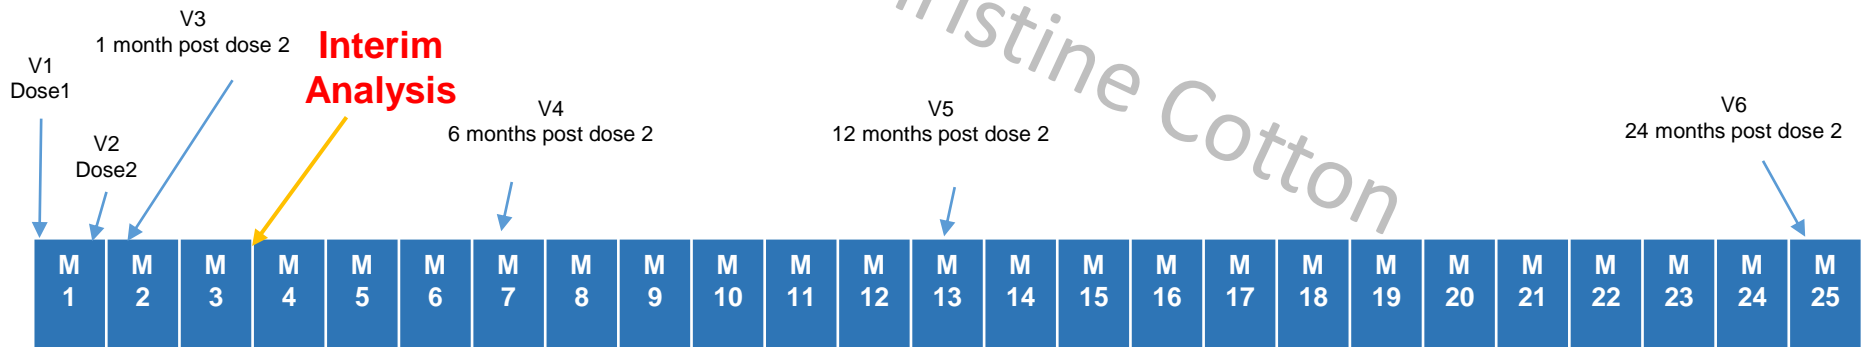 V3
1 month post dose 2
Interim
Analysis
V1
Dose1
V2
Dose2
V4
6 months post dose 2
V5
12 months post dose 2
V6
24 months post dose 2
Cotton
M M M M M M M M M M M M M M M M M M M M M M M M M
1 2 3 4 5 6 7 8 9 10 11 12 13 14 15 16 17 18 19 20 21 22 23 24 25